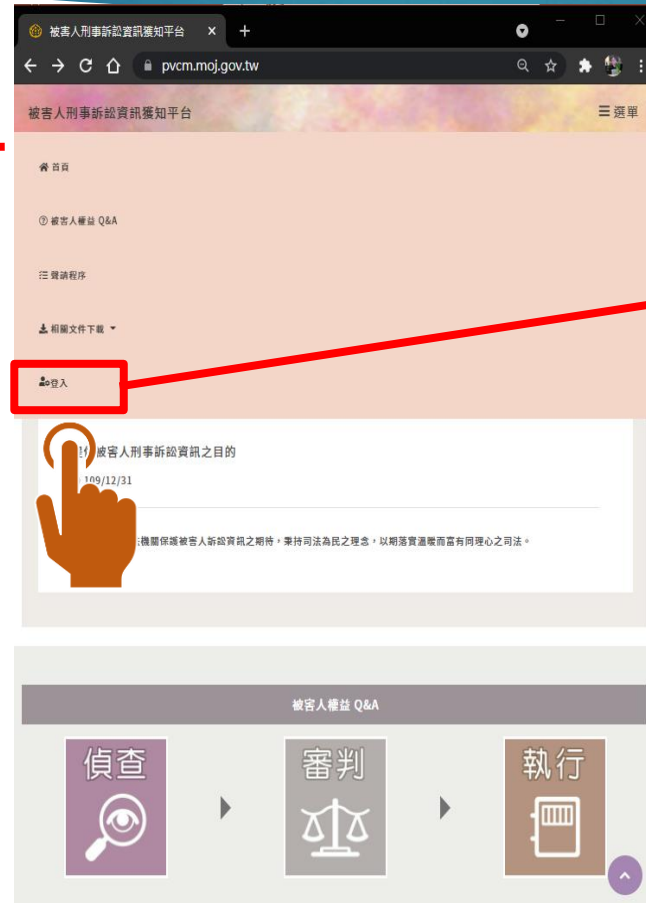 被害人刑事訴訟資訊獲知平台
pvcm.moj.gov.tw
被害人刑事訴訟資訊獲知平台
選單
首頁
被害人權益 Q&A
聲請程序
相關文件下載
登入
被害人刑事訴訟資訊之目的
109/12/31
機關保護被害人訴訟資訊之期待，秉持司法為民之理念，以期落實溫暖而富有同理心之司法。
被害人權益 Q&A
偵查
審判
執行